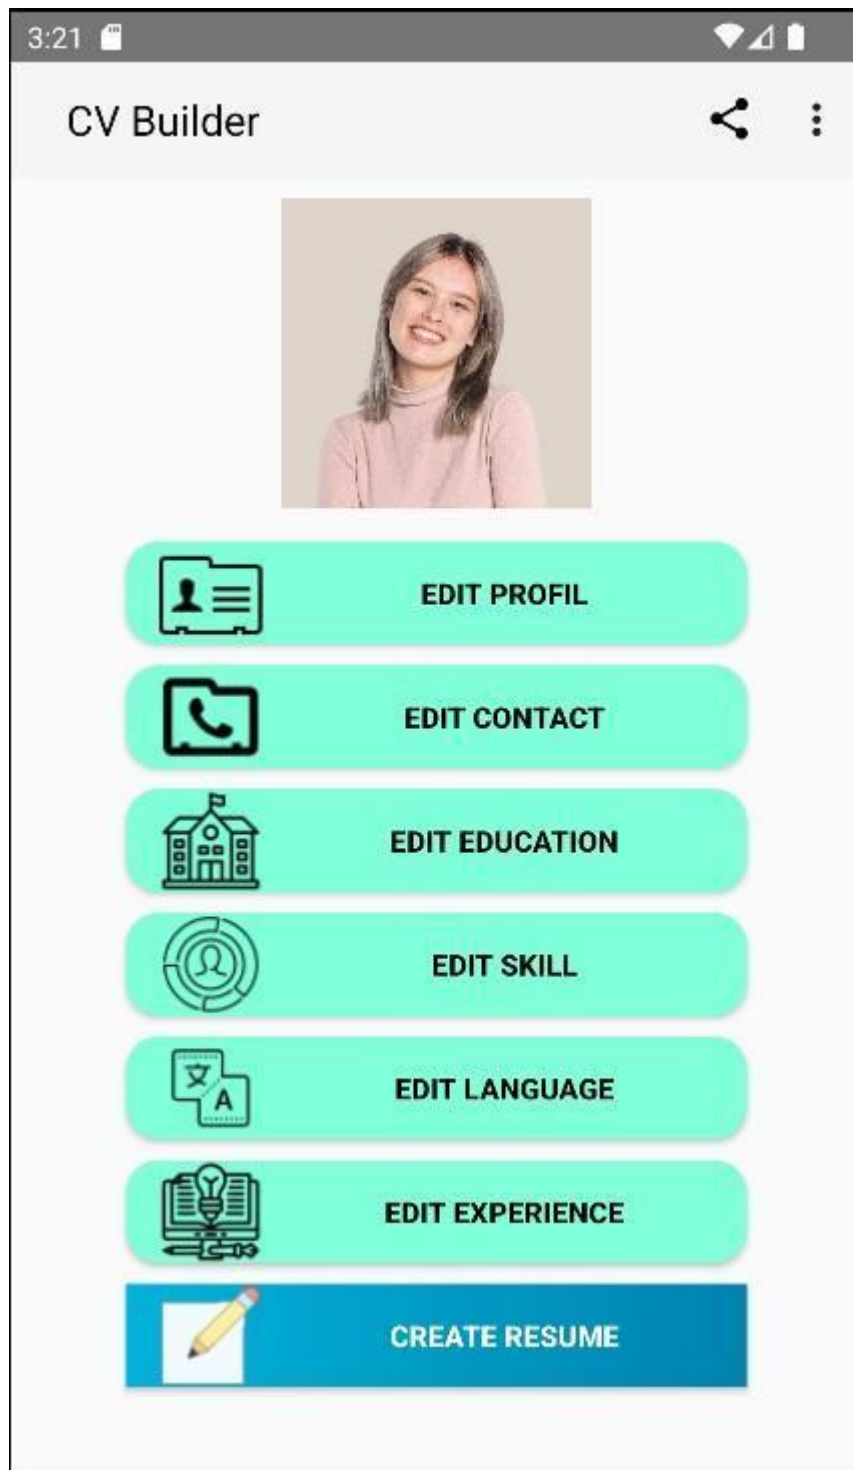 3:21
CV Builder
EDIT PROFIL
EDIT CONTACT
EDIT EDUCATION
EDIT SKILL
文
A
EDIT LANGUAGE
EDIT EXPERIENCE
CREATE RESUME